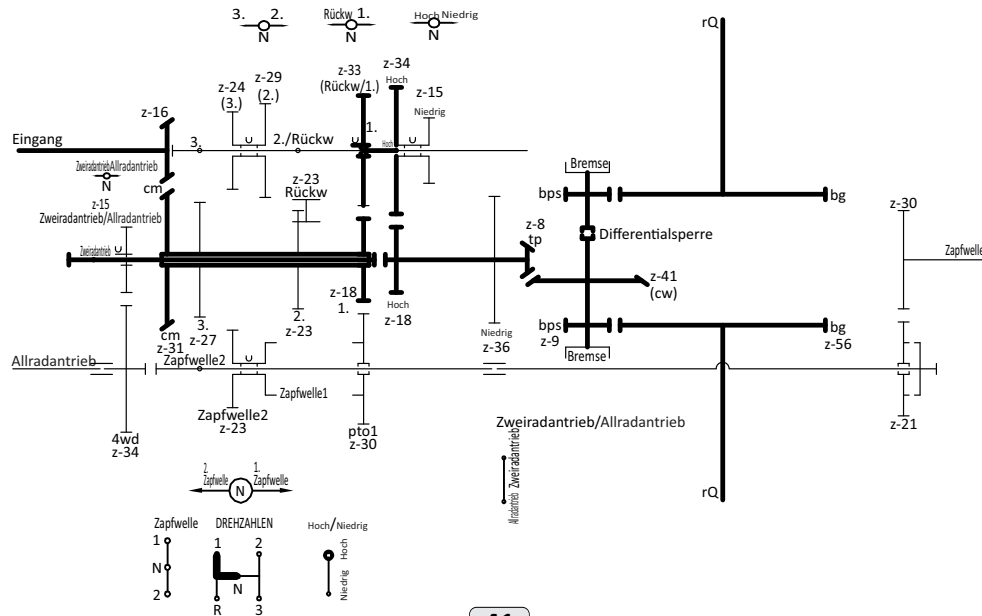 3. 2.
N
Rückw 1.
N
Hoch Niedrig
N
rQ
z-34
Hoch
z-33
(Rückw/1.)
z-29
(2.)
z-24
(3.)
z-15
Niedrig
z-16
1.
Eingang
3.
2./Rückw
Hoch
Zweiradantrieb Allradantrieb
N
Bremse
cm
z-23
Rückw
bps
bg
z-15
Zweiradantrieb/Allradantrieb
z-30
z-8
tp
Differentialsperre
Zweiradantrieb
Zapfwelle
z-41
(cw)
z-18
1.
Hoch
z-18
2.
z-23
3.
z-27
cm
z-31
Niedrig
z-36
bps
z-9
bg
z-56
Bremse
Allradantrieb
Zapfwelle2
Zapfwelle1
Zapfwelle2
z-23
pto1
z-30
z-21
4wd
z-34
Zweiradantrieb/Allradantrieb
Allradantrieb Zweiradantrieb
rQ
2. Zapfwelle
N
1. Zapfwelle
Zapfwelle
1
N
2
DREHZAHLEN
1 2
N
R 3
Hoch/Niedrig
Niedrig Hoch